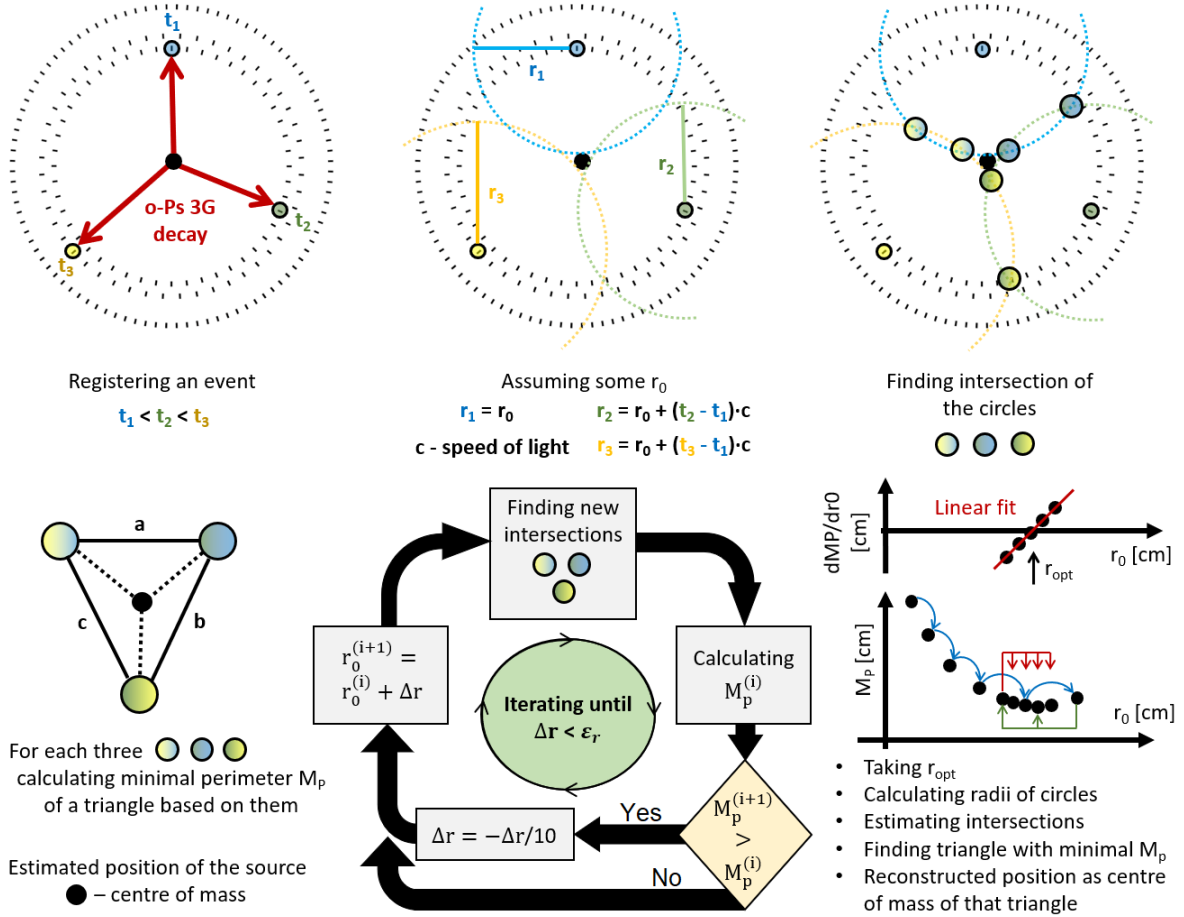 t₁
t₂
t₃
o-Ps 3G
decay
Registering an event
t₁ < t₂ < t₃
r₁
r₂
r₃
Assuming some r₀
r₁ = r₀
r₂ = r₀ + (t₂ - t₁)·c
c - speed of light
r₃ = r₀ + (t₃ - t₁)·c
Finding intersection of
the circles
a
c
b
For each three
calculating minimal perimeter Mₚ
of a triangle based on them
Estimated position of the source
– centre of mass
Finding new
intersections
r₀⁽ⁱ⁺¹⁾ =
r₀⁽ⁱ⁾ + Δr
Calculating
Mₚ⁽ⁱ⁾
Iterating until
Δr < εᵣ
Δr = −Δr/10
Yes
No
Mₚ⁽ⁱ⁺¹⁾
>
Mₚ⁽ⁱ⁾
dMP/dr0
[cm]
Linear fit
r₀ [cm]
r_opt
Mₚ [cm]
r₀ [cm]
• Taking r_opt
• Calculating radii of circles
• Estimating intersections
• Finding triangle with minimal Mₚ
• Reconstructed position as centre
of mass of that triangle